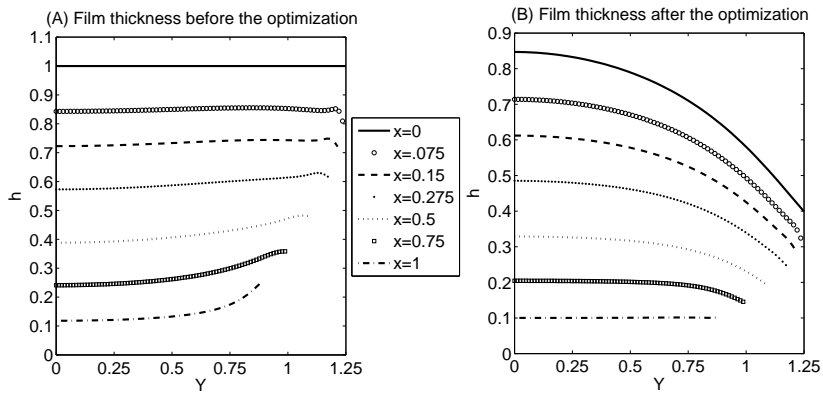 (A) Film thickness before the optimization
1.1
1
0.9
0.8
0.7
0.6
0.5
0.4
0.3
0.2
0.1
0
h
0 0.25 0.5 0.75 1 1.25
Y
x=0
x=.075
x=0.15
x=0.275
x=0.5
x=0.75
x=1
(B) Film thickness after the optimization
0.9
0.8
0.7
0.6
0.5
0.4
0.3
0.2
0.1
0
h
0 0.25 0.5 0.75 1 1.25
Y